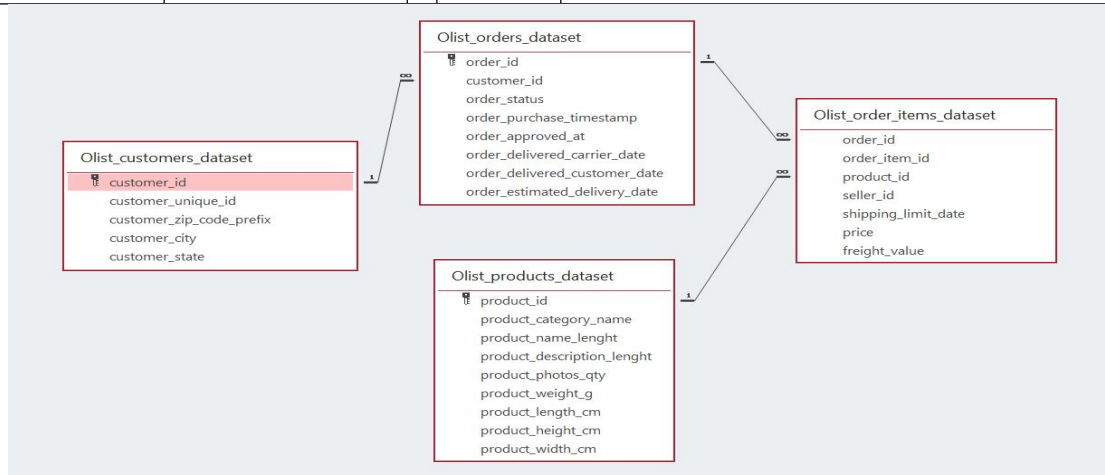 Olist_orders_dataset
order_id
customer_id
order_status
order_purchase_timestamp
order_approved_at
order_delivered_carrier_date
order_delivered_customer_date
order_estimated_delivery_date
Olist_customers_dataset
customer_id
customer_unique_id
customer_zip_code_prefix
customer_city
customer_state
Olist_order_items_dataset
order_id
order_item_id
product_id
seller_id
shipping_limit_date
price
freight_value
Olist_products_dataset
product_id
product_category_name
product_name_lenght
product_description_lenght
product_photos_qty
product_weight_g
product_length_cm
product_height_cm
product_width_cm
1
∞
1
∞
1
∞